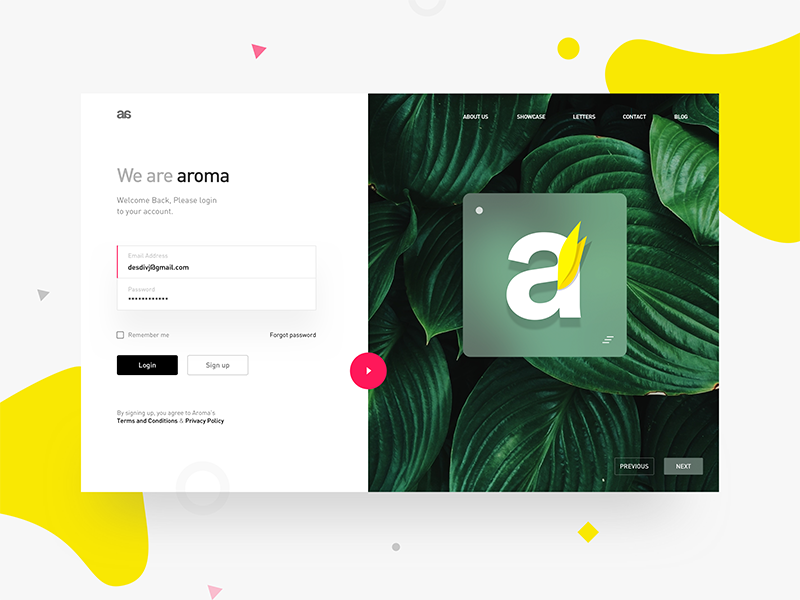 aa
ABOUT US SHOWCASE LETTERS CONTACT BLOG
We are aroma
Welcome Back, Please login
to your account.
Email Address
desdivj@gmail.com
Password
************
Remember me Forgot password
Login Sign up
By signing up, you agree to Aroma's
Terms and Conditions & Privacy Policy
a
PREVIOUS NEXT